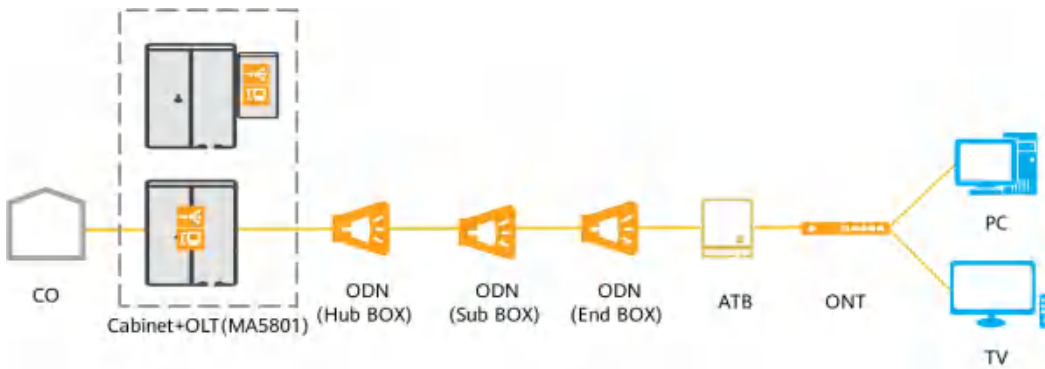 CO
Cabinet+OLT(MA5801)
ODN
(Hub BOX)
ODN
(Sub BOX)
ODN
(End BOX)
ATB
ONT
PC
TV